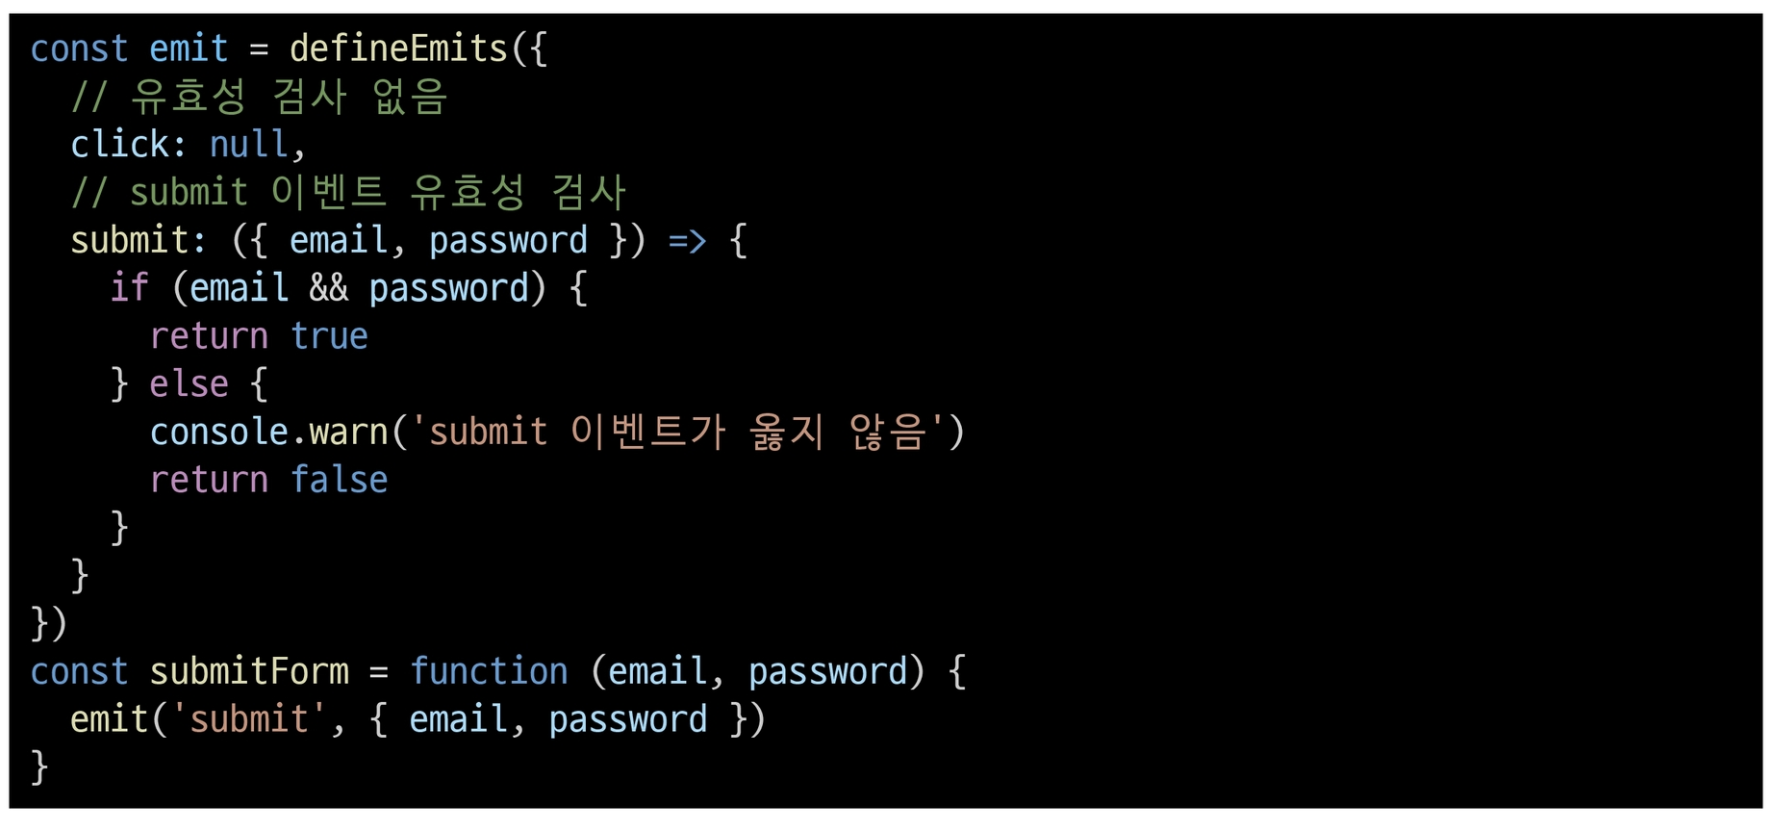 const emit = defineEmits({
  // 유효성 검사 없음
  click: null,
  // submit 이벤트 유효성 검사
  submit: ({ email, password }) => {
    if (email && password) {
      return true
    } else {
      console.warn('submit 이벤트가 옳지 않음')
      return false
    }
  }
})
const submitForm = function (email, password) {
  emit('submit', { email, password })
}